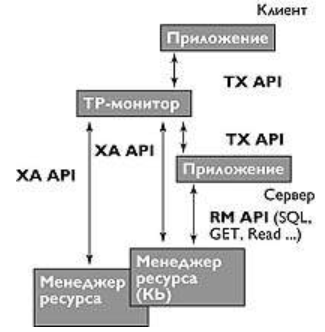 Клиент
Приложение
TX API
ТР-монитор
XA API
TX API
XA API
Приложение
Сервер
RM API (SQL,
GET, Read ...)
Менеджер
ресурса
(КЬ)
Менеджер
ресурса